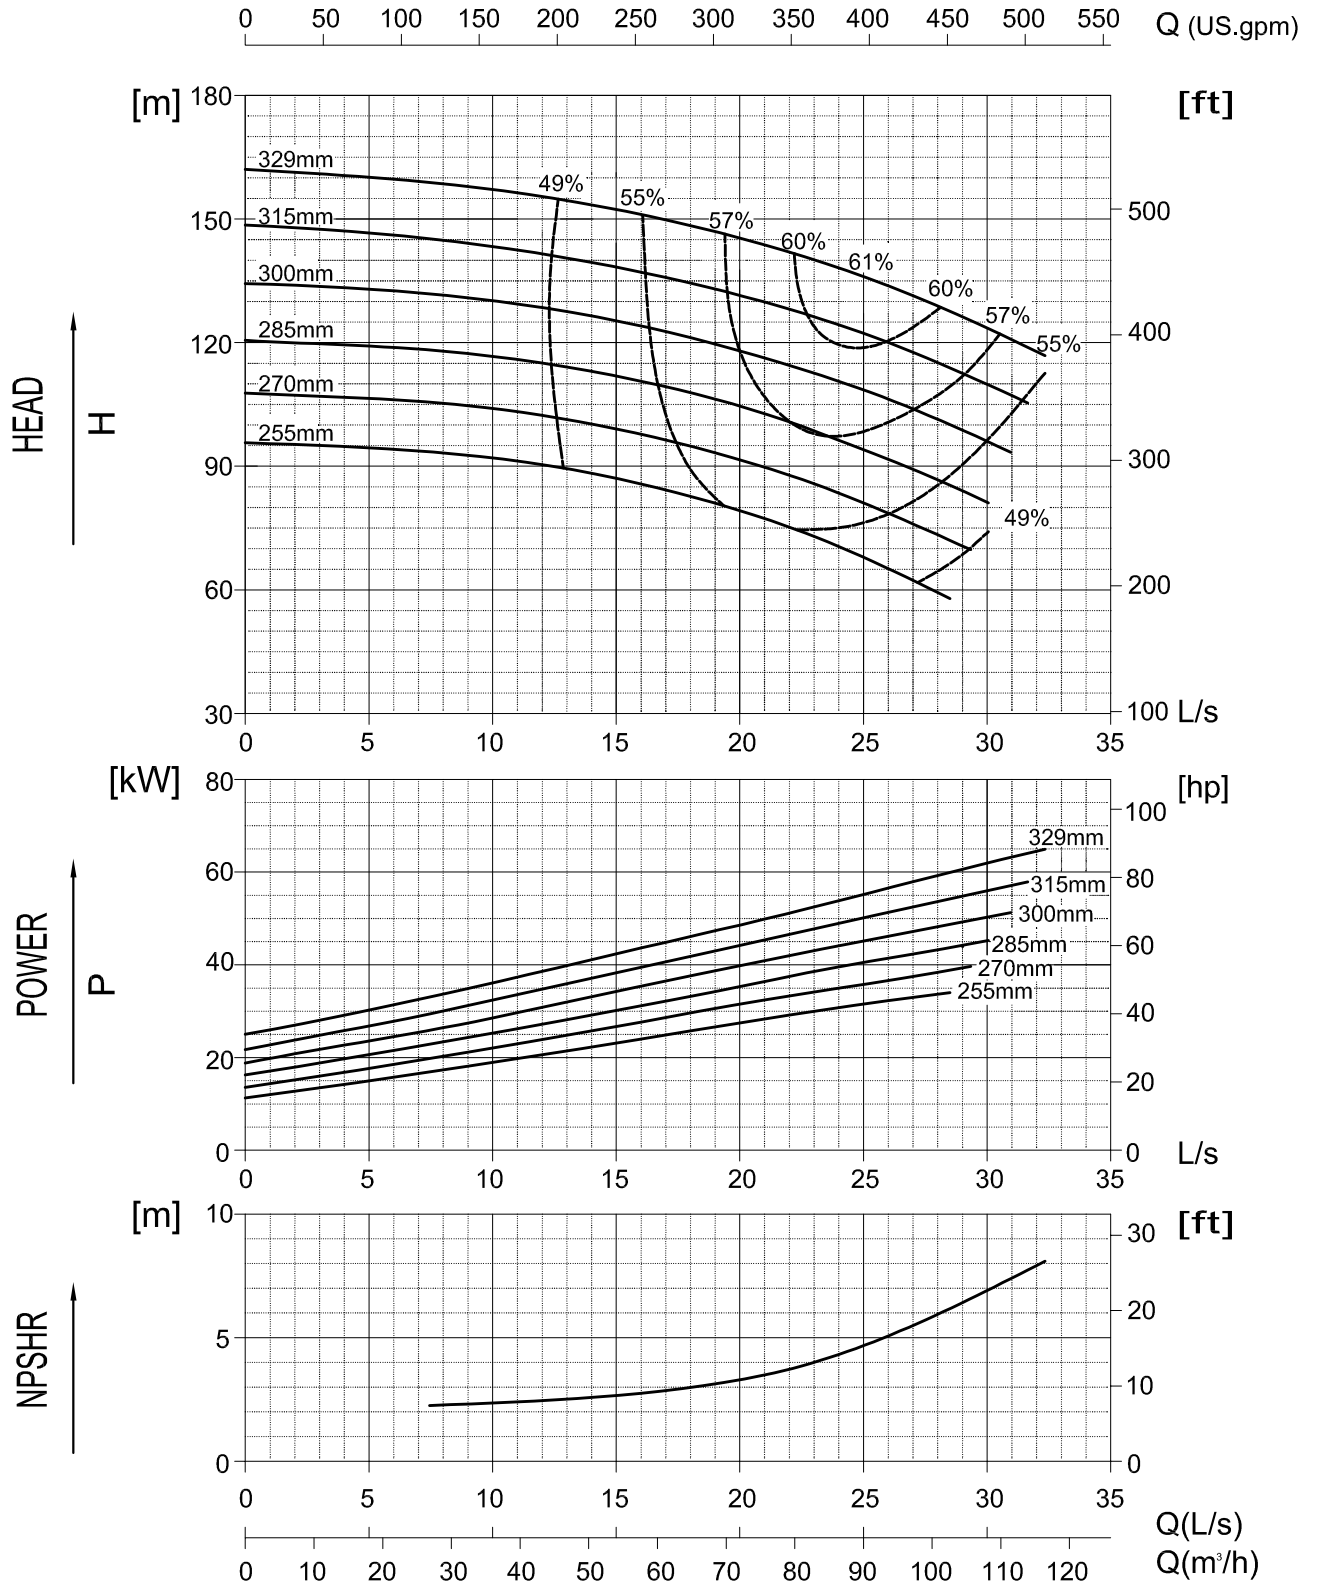 0 50 100 150 200 250 300 350 400 450 500 550 Q (US.gpm)
[m] 180 [ft]
329mm
49%
55%
500
150
315mm
57%
60%
61%
300mm
60%
57%
400
120
285mm
55%
270mm
HEAD
H
255mm
300
90
49%
200
60
30 100 L/s
0 5 10 15 20 25 30 35
[kW] 80 [hp]
100
329mm
60 80
315mm
300mm
POWER
P
60
285mm
40
270mm
255mm
40
20 20
0 0 L/s
0 5 10 15 20 25 30 35
[m] 10 [ft]
30
20
NPSHR
5
10
0 0
0 5 10 15 20 25 30 35
Q(L/s)
0 10 20 30 40 50 60 70 80 90 100 110 120 Q(m³/h)